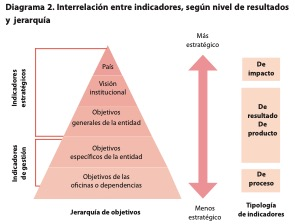 Diagrama 2. Interrelación entre indicadores, según nivel de resultados
y jerarquía
Indicadores
estratégicos
Indicadores
de gestión
País
Visión
institucional
Objetivos
generales de la entidad
Objetivos
específicos de la entidad
Objetivos de las
oficinas o dependencias
Jerarquía de objetivos
Más
estratégico
Menos
estratégico
De
impacto
De
resultado
De
producto
De
proceso
Tipología
de indicadores